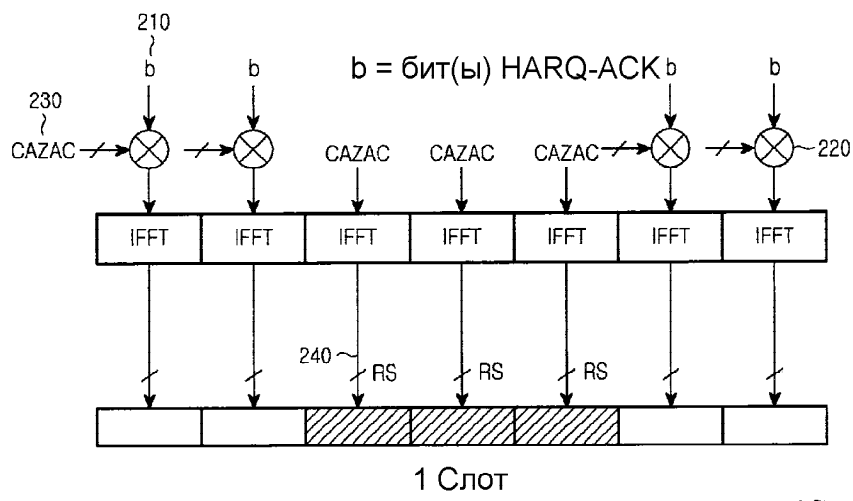 210
b b b = бит(ы) HARQ-ACK b b
230
CAZAC CAZAC CAZAC CAZAC 220
IFFT IFFT IFFT IFFT IFFT IFFT IFFT
240 RS RS RS
1 Слот